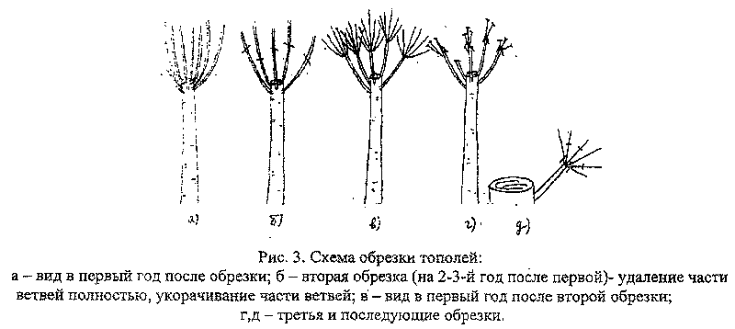 а) б) в) г) д)
Рис. 3. Схема обрезки тополей:
а – вид в первый год после обрезки; б – вторая обрезка (на 2-3-й год после первой)- удаление части
ветвей полностью, укорачивание части ветвей; в – вид в первый год после второй обрезки;
г,д – третья и последующие обрезки.